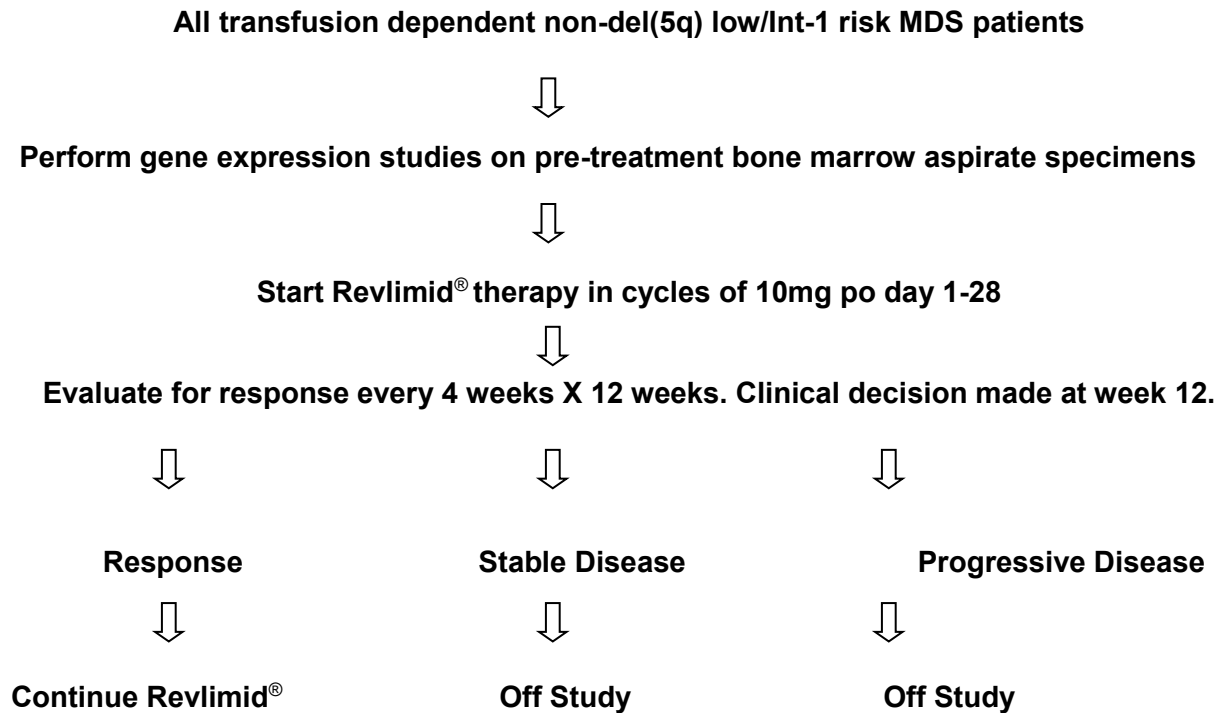 All transfusion dependent non-del(5q) low/Int-1 risk MDS patients
Perform gene expression studies on pre-treatment bone marrow aspirate specimens
Start Revlimid® therapy in cycles of 10mg po day 1-28
Evaluate for response every 4 weeks X 12 weeks. Clinical decision made at week 12.
Response Stable Disease Progressive Disease
Continue Revlimid® Off Study Off Study